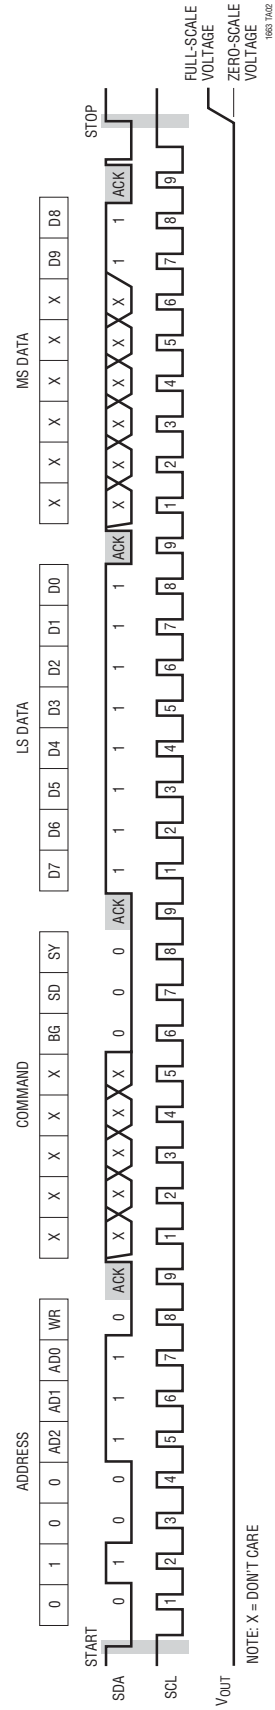 ADDRESS COMMAND LS DATA MS DATA
0 1 0 0 AD2 AD1 AD0 WR X X X X X BG SD SY D7 D6 D5 D4 D3 D2 D1 D0 X X X X X X D9 D8
START STOP
SDA 0 1 0 0 1 1 1 0 ACK X X X X X 0 0 0 ACK 1 1 1 1 1 1 1 1 ACK X X X X X X 1 1 ACK
SCL 1 2 3 4 5 6 7 8 9 1 2 3 4 5 6 7 8 9 1 2 3 4 5 6 7 8 9 1 2 3 4 5 6 7 8 9
FULL-SCALE
VOLTAGE
VOUT
ZERO-SCALE
VOLTAGE
NOTE: X = DON'T CARE
1663 TA02